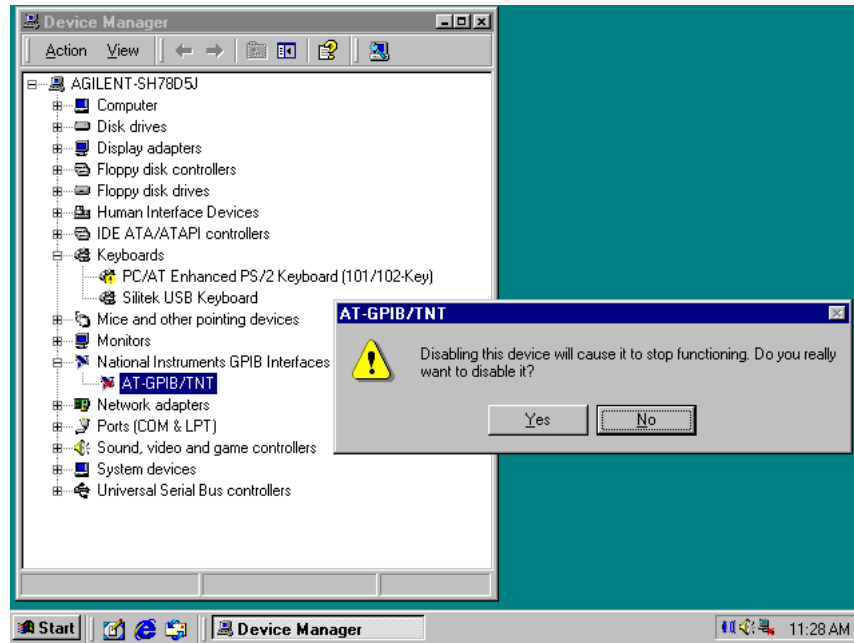 Device Manager
Action View
AGILENT-SH78D5J
Computer
Disk drives
Display adapters
Floppy disk controllers
Floppy disk drives
Human Interface Devices
IDE ATA/ATAPI controllers
Keyboards
PC/AT Enhanced PS/2 Keyboard (101/102-Key)
Silitek USB Keyboard
Mice and other pointing devices
Monitors
National Instruments GPIB Interfaces
AT-GPIB/TNT
Network adapters
Ports (COM & LPT)
Sound, video and game controllers
System devices
Universal Serial Bus controllers
AT-GPIB/TNT
Disabling this device will cause it to stop functioning. Do you really
want to disable it?
Yes No
Start Device Manager 11:28 AM